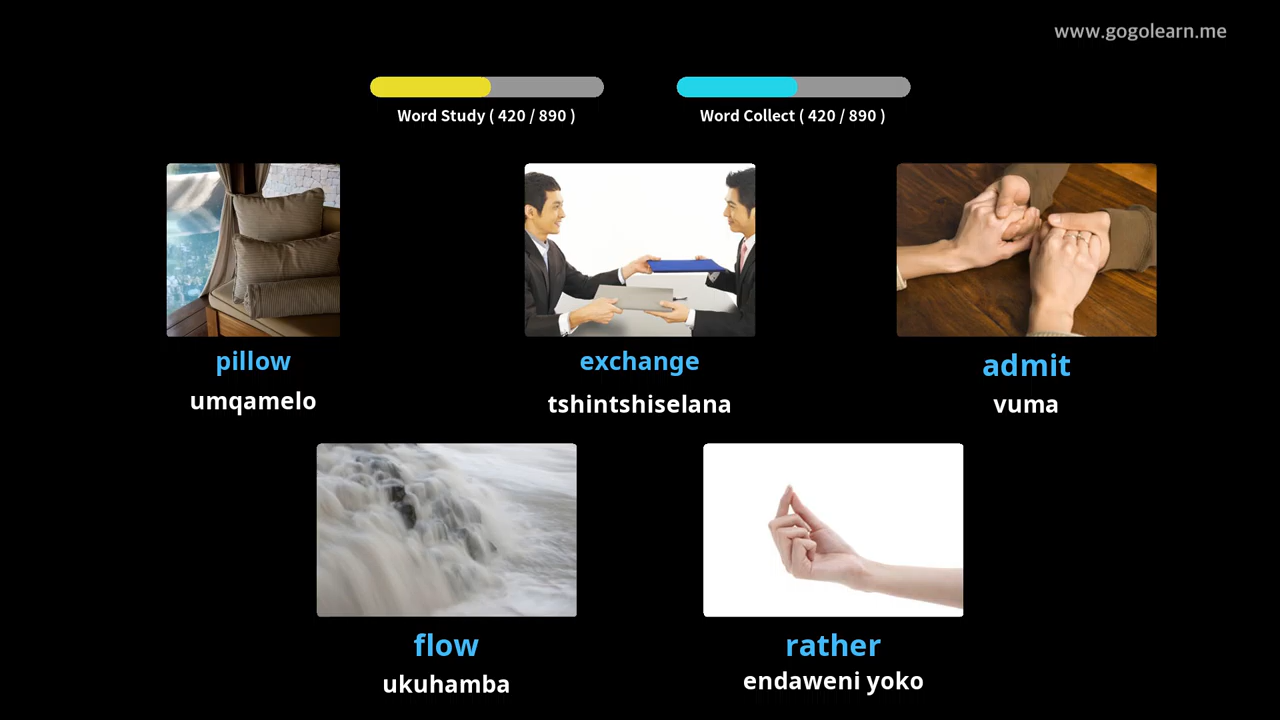 www.gogolearn.me
Word Study ( 420 / 890 )
Word Collect ( 420 / 890 )
pillow
umqamelo
exchange
tshintshiselana
admit
vuma
flow
ukuhamba
rather
endaweni yoko